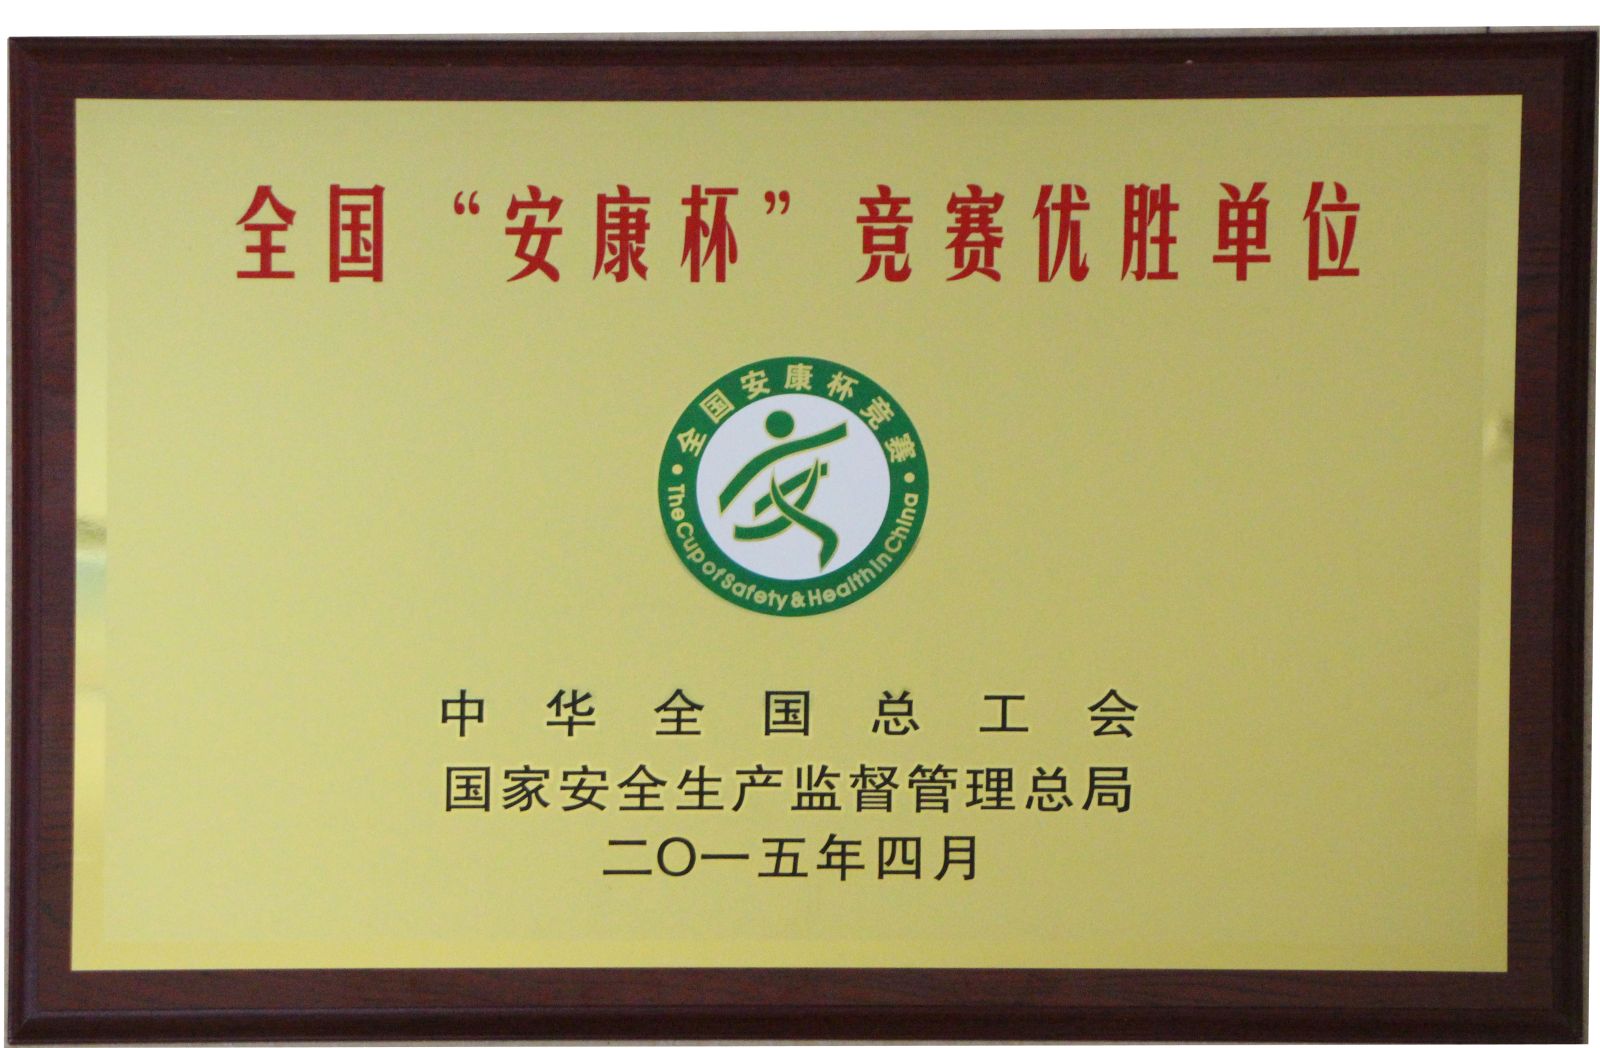 全国“安康杯”竞赛优胜单位
全国安康杯竞赛
The Cup of Safety & Health in China
中华全国总工会
国家安全生产监督管理总局
二〇一五年四月